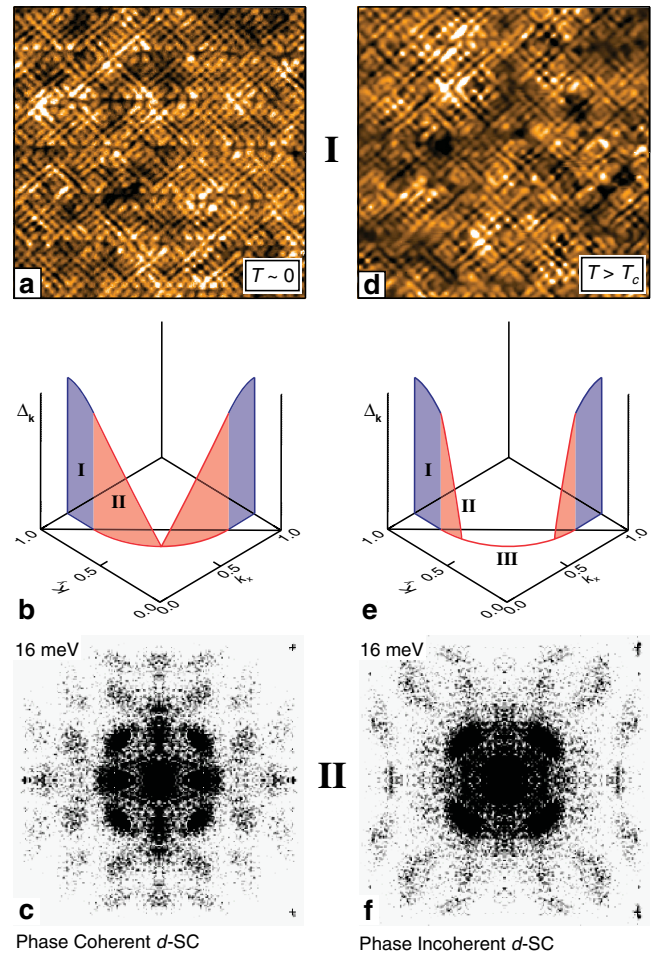 a
T ~ 0
I
d
T > Tc
Δk
I
II
1.0
0.5
0.0
ky
0.0
0.5
1.0
kx
b
Δk
I
II
III
1.0
0.5
0.0
ky
0.0
0.5
1.0
kx
e
16 meV
c
Phase Coherent d-SC
II
16 meV
f
Phase Incoherent d-SC